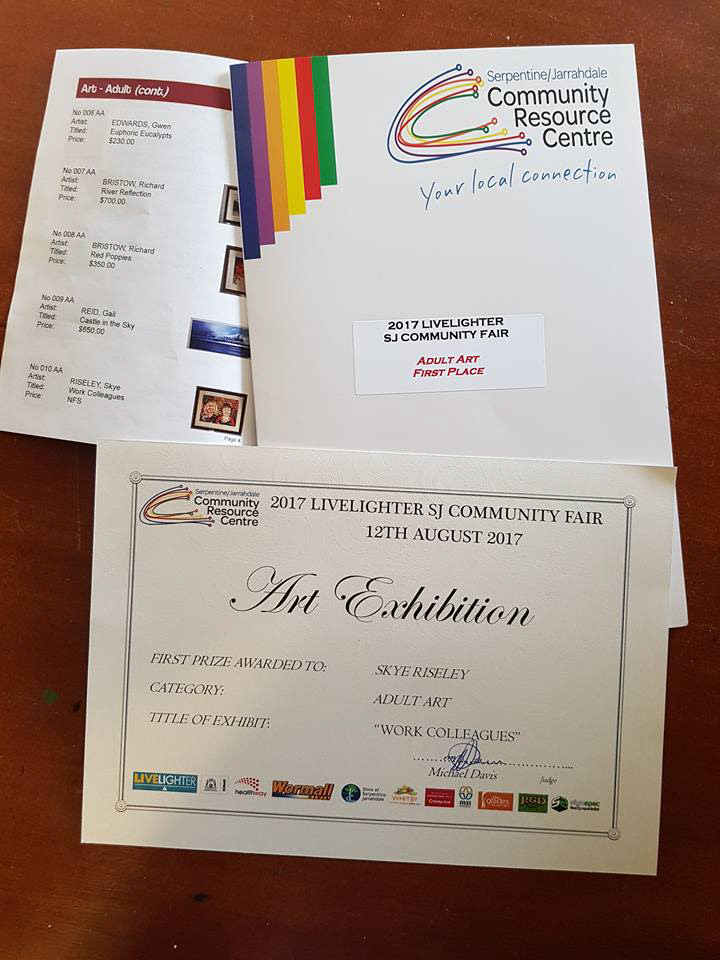 Art - Adult (cont.)
No 006 AA
Artist: EDWARDS, Gwen
Titled: Euphoric Eucalypts
Price: $230.00
No 007 AA
Artist: BRISTOW, Richard
Titled: River Reflection
Price: $700.00
No 008 AA
Artist: BRISTOW, Richard
Titled: Red Poppies
Price: $350.00
No 009 AA
Artist: REID, Gail
Titled: Castle in the Sky
Price: $650.00
No 010 AA
Artist: RISELEY, Skye
Titled: Work Colleagues
Price: NFS
Page 4
Serpentine/Jarrahdale
Community
Resource
Centre
Your local connection
2017 LIVELIGHTER
SJ COMMUNITY FAIR
ADULT ART
FIRST PLACE
Serpentine/Jarrahdale
Community
Resource
Centre
2017 LIVELIGHTER SJ COMMUNITY FAIR
12TH AUGUST 2017
Art Exhibition
FIRST PRIZE AWARDED TO: SKYE RISELEY
CATEGORY: ADULT ART
TITLE OF EXHIBIT: "WORK COLLEAGUES"
Michael Davis Judge
LIVELIGHTER
healthway
Wormall
Shire of
Serpentine
Jarrahdale
WHITBY
RGD